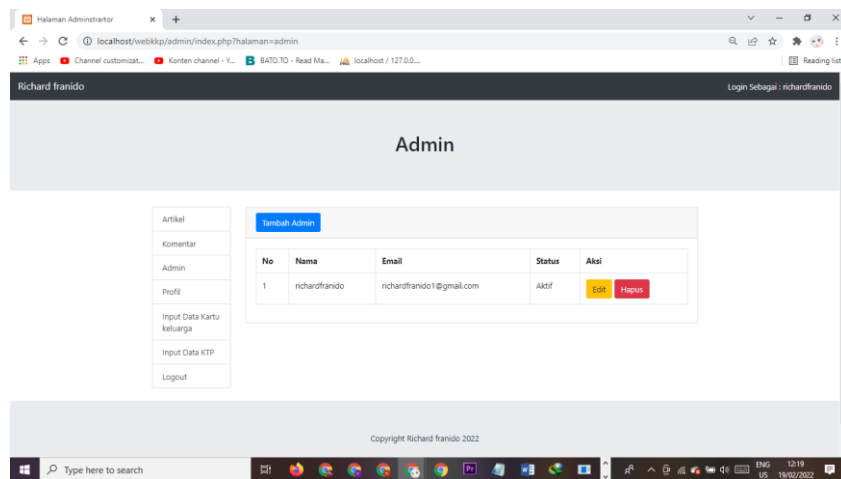 Halaman Adminstrartor
localhost/webkkp/admin/index.php?halaman=admin
Apps Channel customizat... Konten channel - Y... BATO.TO - Read Ma... localhost / 127.0.0.... Reading list
Richard franido Login Sebagai : richardfranido
Admin
Artikel
Komentar
Admin
Profil
Input Data Kartu
keluarga
Input Data KTP
Logout
Tambah Admin
No Nama Email Status Aksi
1 richardfranido richardfranido1@gmail.com Aktif Edit Hapus
Copyright Richard franido 2022
Type here to search
Pr
ENG 12:19
US 19/02/2022